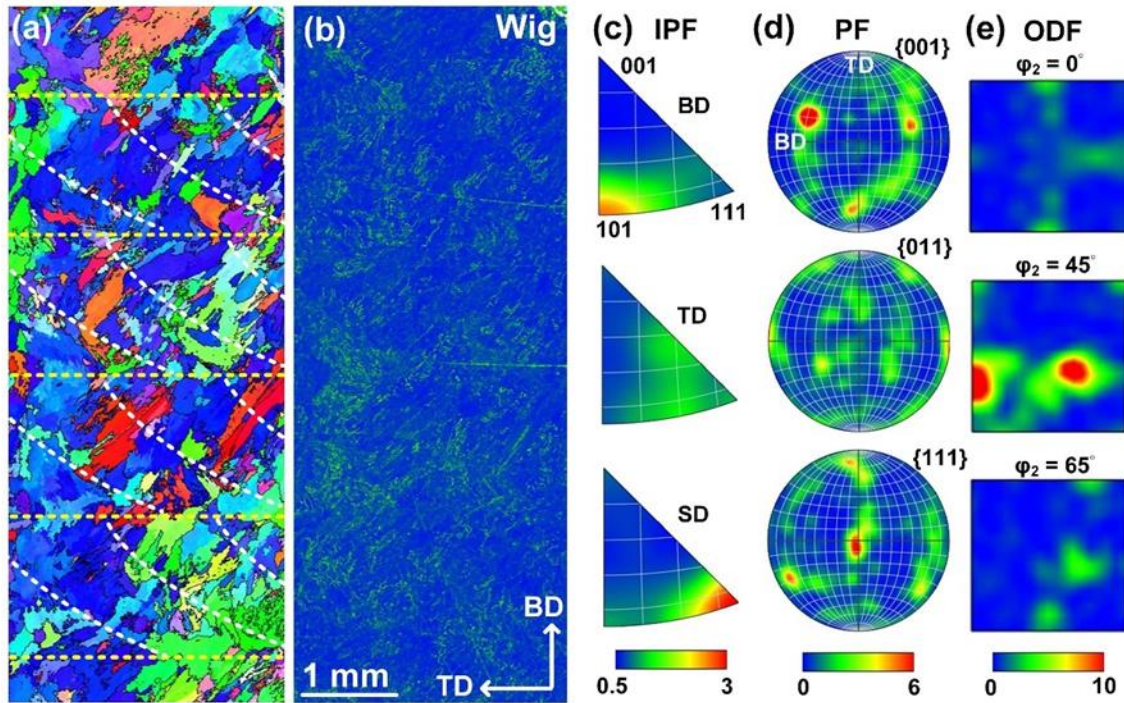 (a)
(b) Wig
(c) IPF
(d) PF
(e) ODF
001
BD
101
111
TD
{001}
BD
φ₂ = 0°
TD
{011}
φ₂ = 45°
SD
{111}
φ₂ = 65°
BD
TD
1 mm
0.5 3
0 6
0 10